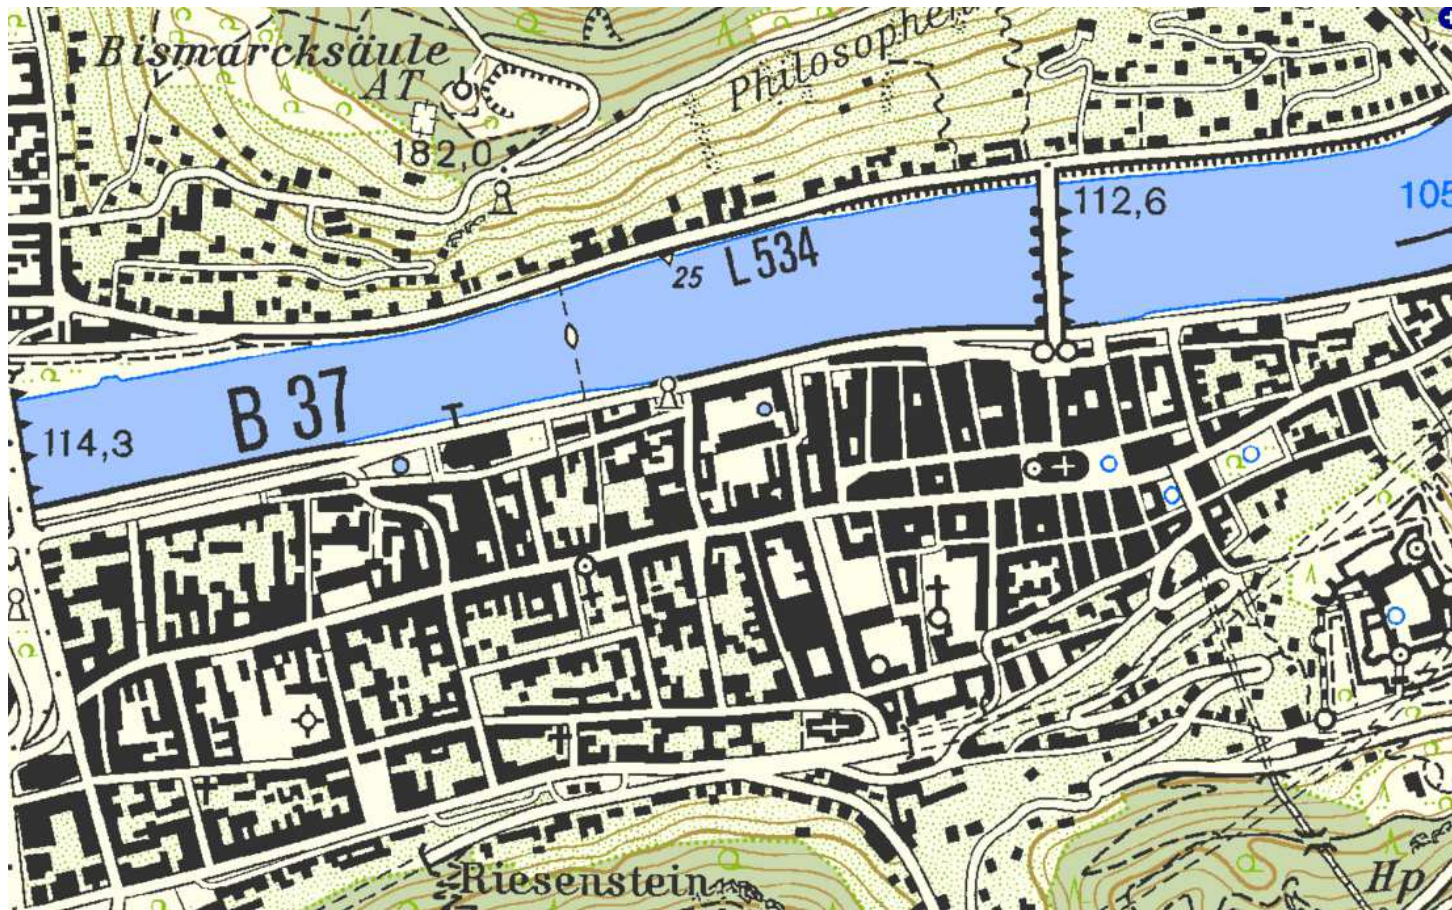 Bismarcksäule
AT
Philosophen
182,0
112,6
105
L 534
25
B 37
114,3
Riesenstein
Hp